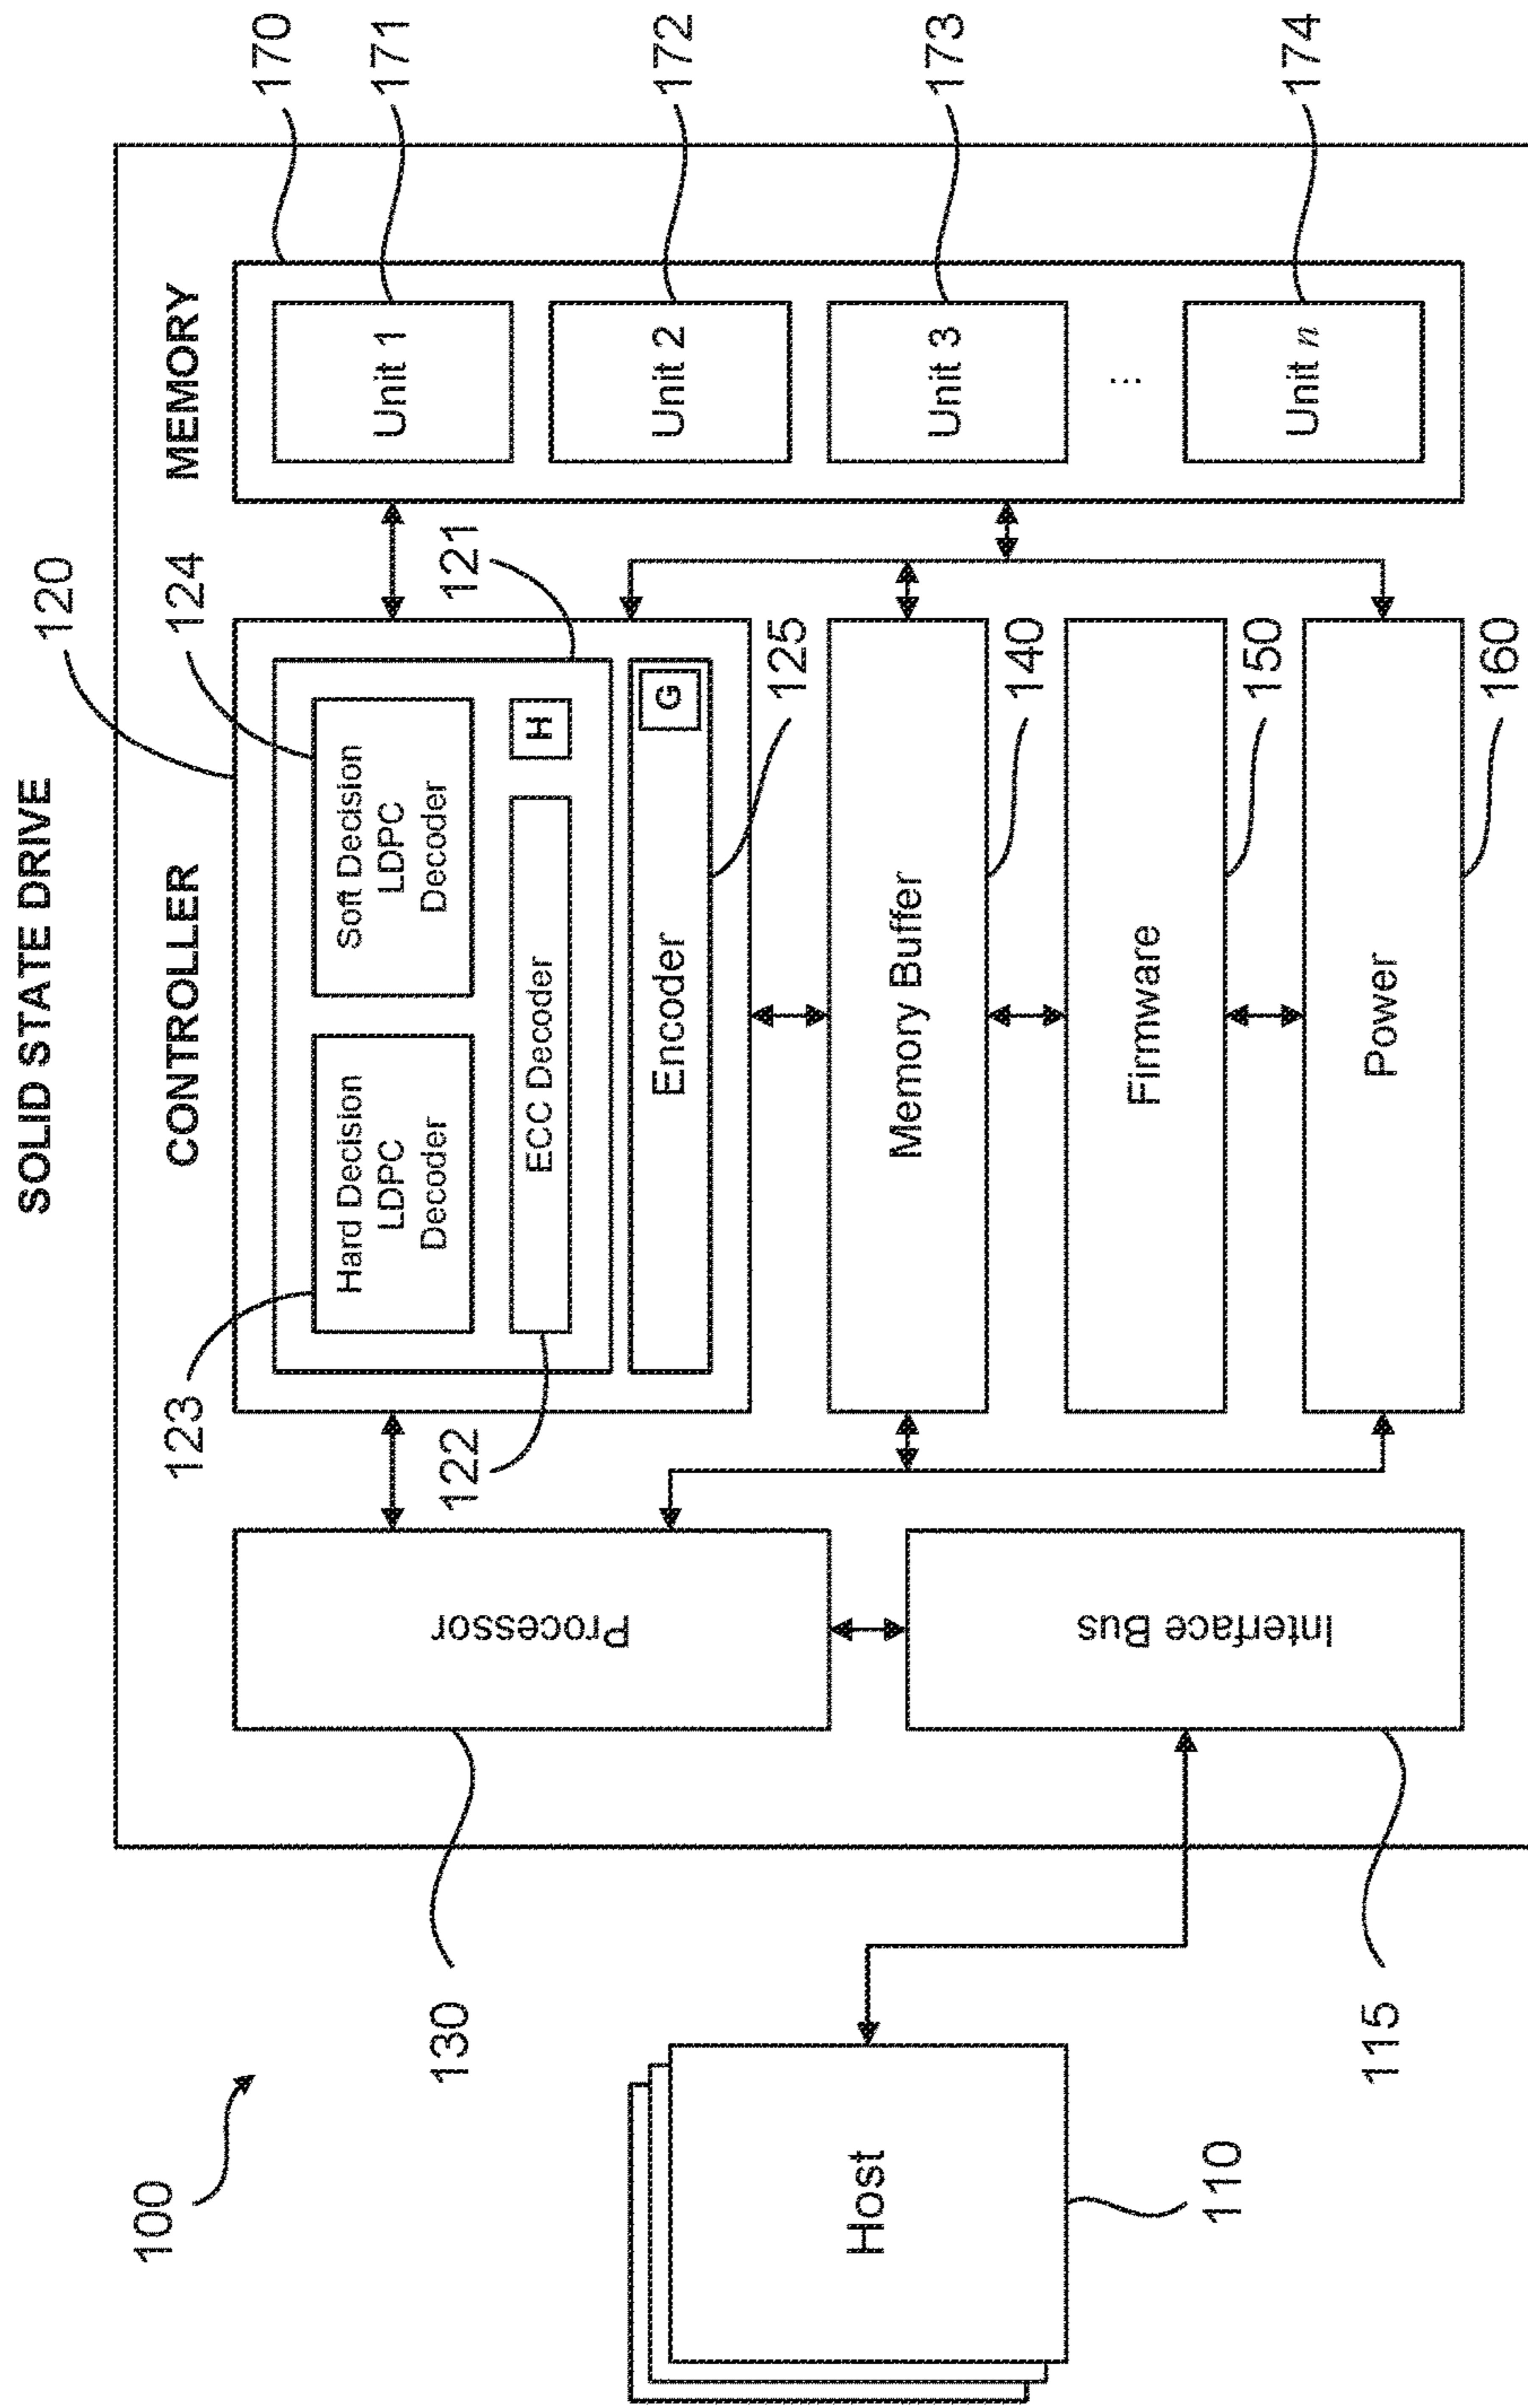 SOLID STATE DRIVE
100
120
CONTROLLER
MEMORY
170
123
124
Hard Decision
LDPC
Decoder
Soft Decision
LDPC
Decoder
Unit 1
171
122
ECC Decoder
H
121
130
Processor
Encoder
G
125
Unit 2
172
Host
110
Memory Buffer
140
Unit 3
173
Interface Bus
115
Firmware
150
...
Power
160
Unit n
174